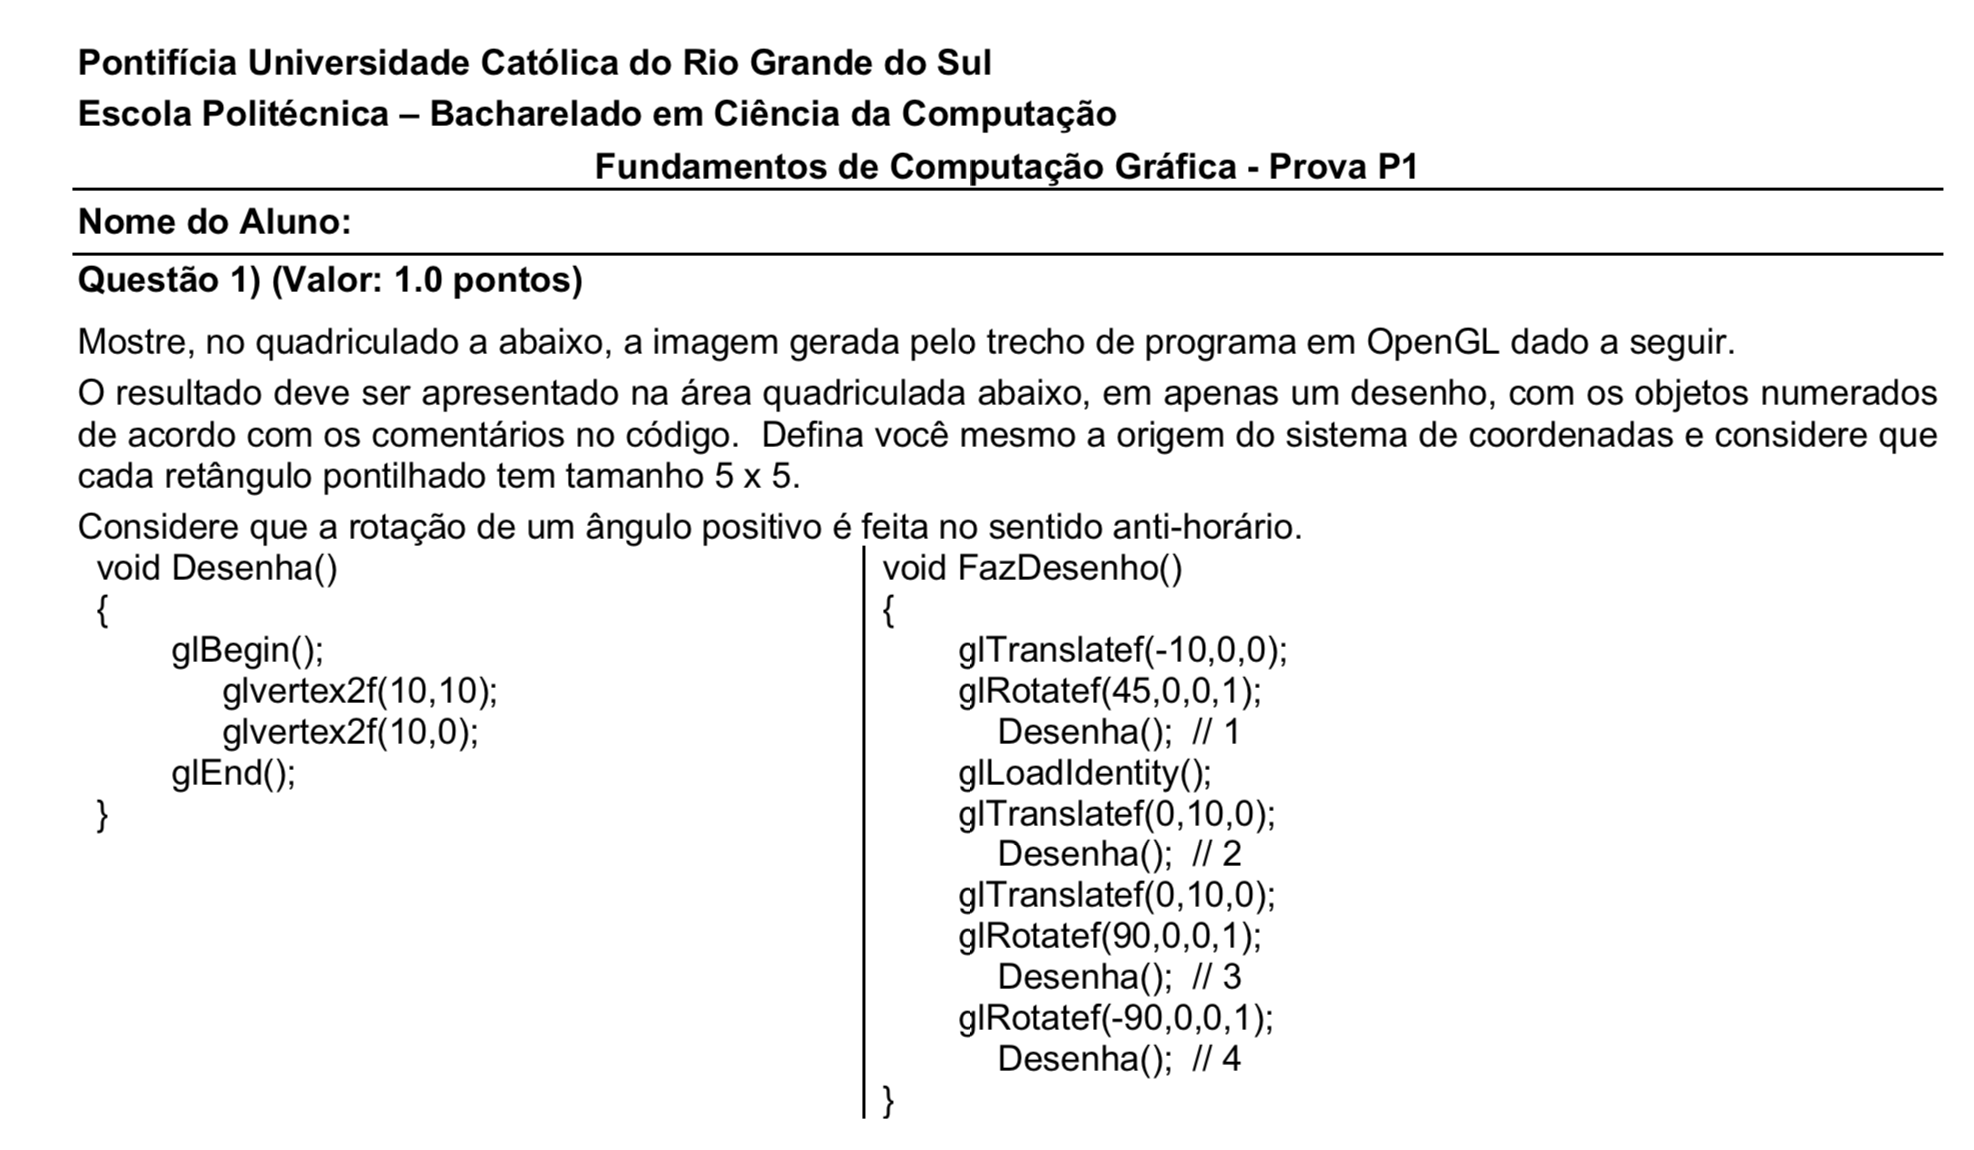 Pontifícia Universidade Católica do Rio Grande do Sul
Escola Politécnica – Bacharelado em Ciência da Computação
Fundamentos de Computação Gráfica - Prova P1
Nome do Aluno:
Questão 1) (Valor: 1.0 pontos)
Mostre, no quadriculado a abaixo, a imagem gerada pelo trecho de programa em OpenGL dado a seguir.
O resultado deve ser apresentado na área quadriculada abaixo, em apenas um desenho, com os objetos numerados
de acordo com os comentários no código. Defina você mesmo a origem do sistema de coordenadas e considere que
cada retângulo pontilhado tem tamanho 5 x 5.
Considere que a rotação de um ângulo positivo é feita no sentido anti-horário.
void Desenha()
{
glBegin();
glvertex2f(10,10);
glvertex2f(10,0);
glEnd();
}
void FazDesenho()
{
glTranslatef(-10,0,0);
glRotatef(45,0,0,1);
Desenha(); // 1
glLoadIdentity();
glTranslatef(0,10,0);
Desenha(); // 2
glTranslatef(0,10,0);
glRotatef(90,0,0,1);
Desenha(); // 3
glRotatef(-90,0,0,1);
Desenha(); // 4
}